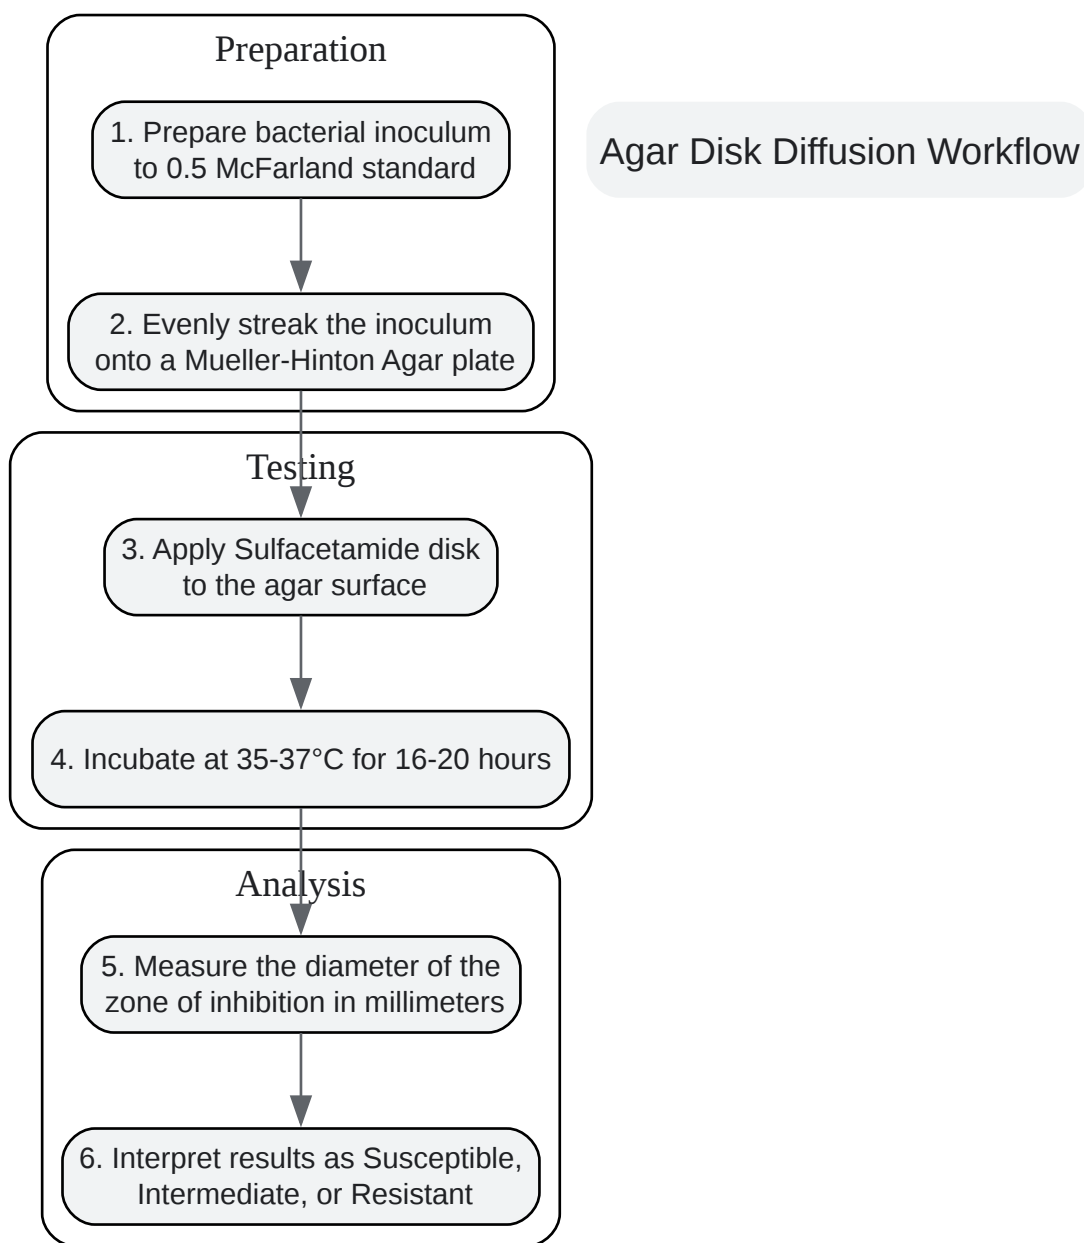 Preparation
1. Prepare bacterial inoculum
to 0.5 McFarland standard
Agar Disk Diffusion Workflow
2. Evenly streak the inoculum
onto a Mueller-Hinton Agar plate
Testing
3. Apply Sulfacetamide disk
to the agar surface
4. Incubate at 35-37°C for 16-20 hours
Analysis
5. Measure the diameter of the
zone of inhibition in millimeters
6. Interpret results as Susceptible,
Intermediate, or Resistant